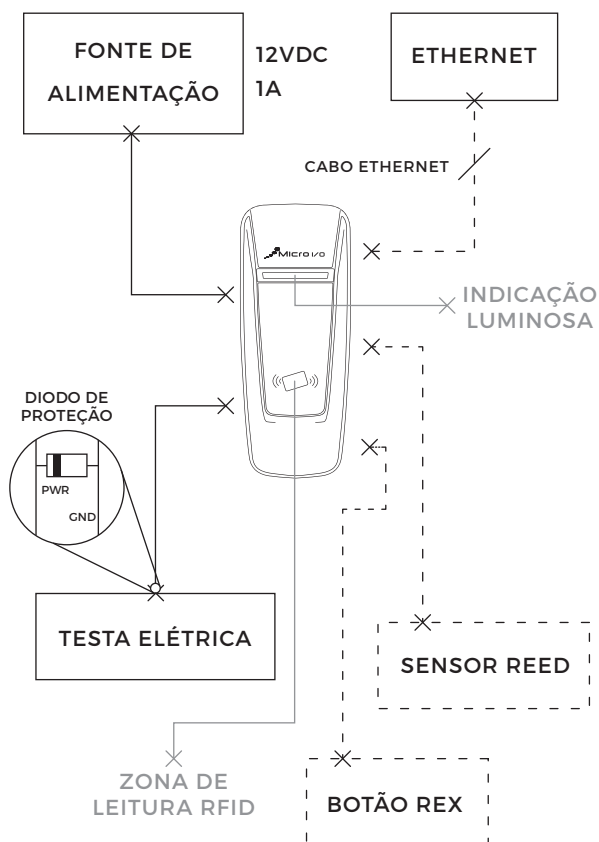 FONTE DE
ALIMENTAÇÃO
12VDC
1A
ETHERNET
CABO ETHERNET
Micro I/O
INDICAÇÃO
LUMINOSA
DIODO DE
PROTEÇÃO
PWR
GND
TESTA ELÉTRICA
SENSOR REED
ZONA DE
LEITURA RFID
BOTÃO REX